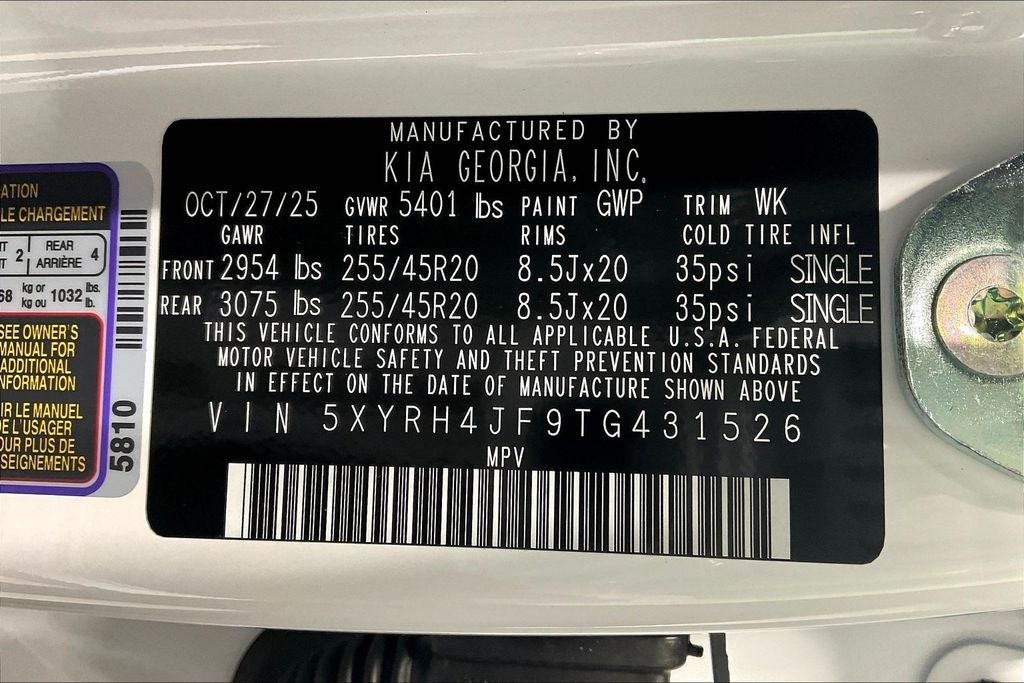 MANUFACTURED BY
KIA GEORGIA, INC.
OCT/27/25 GVWR 5401 lbs PAINT GWP TRIM WK
GAWR TIRES RIMS COLD TIRE INFL
FRONT 2954 lbs 255/45R20 8.5Jx20 35psi SINGLE
REAR 3075 lbs 255/45R20 8.5Jx20 35psi SINGLE
THIS VEHICLE CONFORMS TO ALL APPLICABLE U.S.A. FEDERAL
MOTOR VEHICLE SAFETY AND THEFT PREVENTION STANDARDS
IN EFFECT ON THE DATE OF MANUFACTURE SHOWN ABOVE
VIN 5XYRH4JF9TG431526
MPV
CHARGEMENT
2 REAR 4
ARRIÈRE
kg or 1032 lbs.
kg ou lb.
SEE OWNER'S
MANUAL FOR
ADDITIONAL
INFORMATION
LE MANUEL
DE L'USAGER
POUR PLUS DE
5810